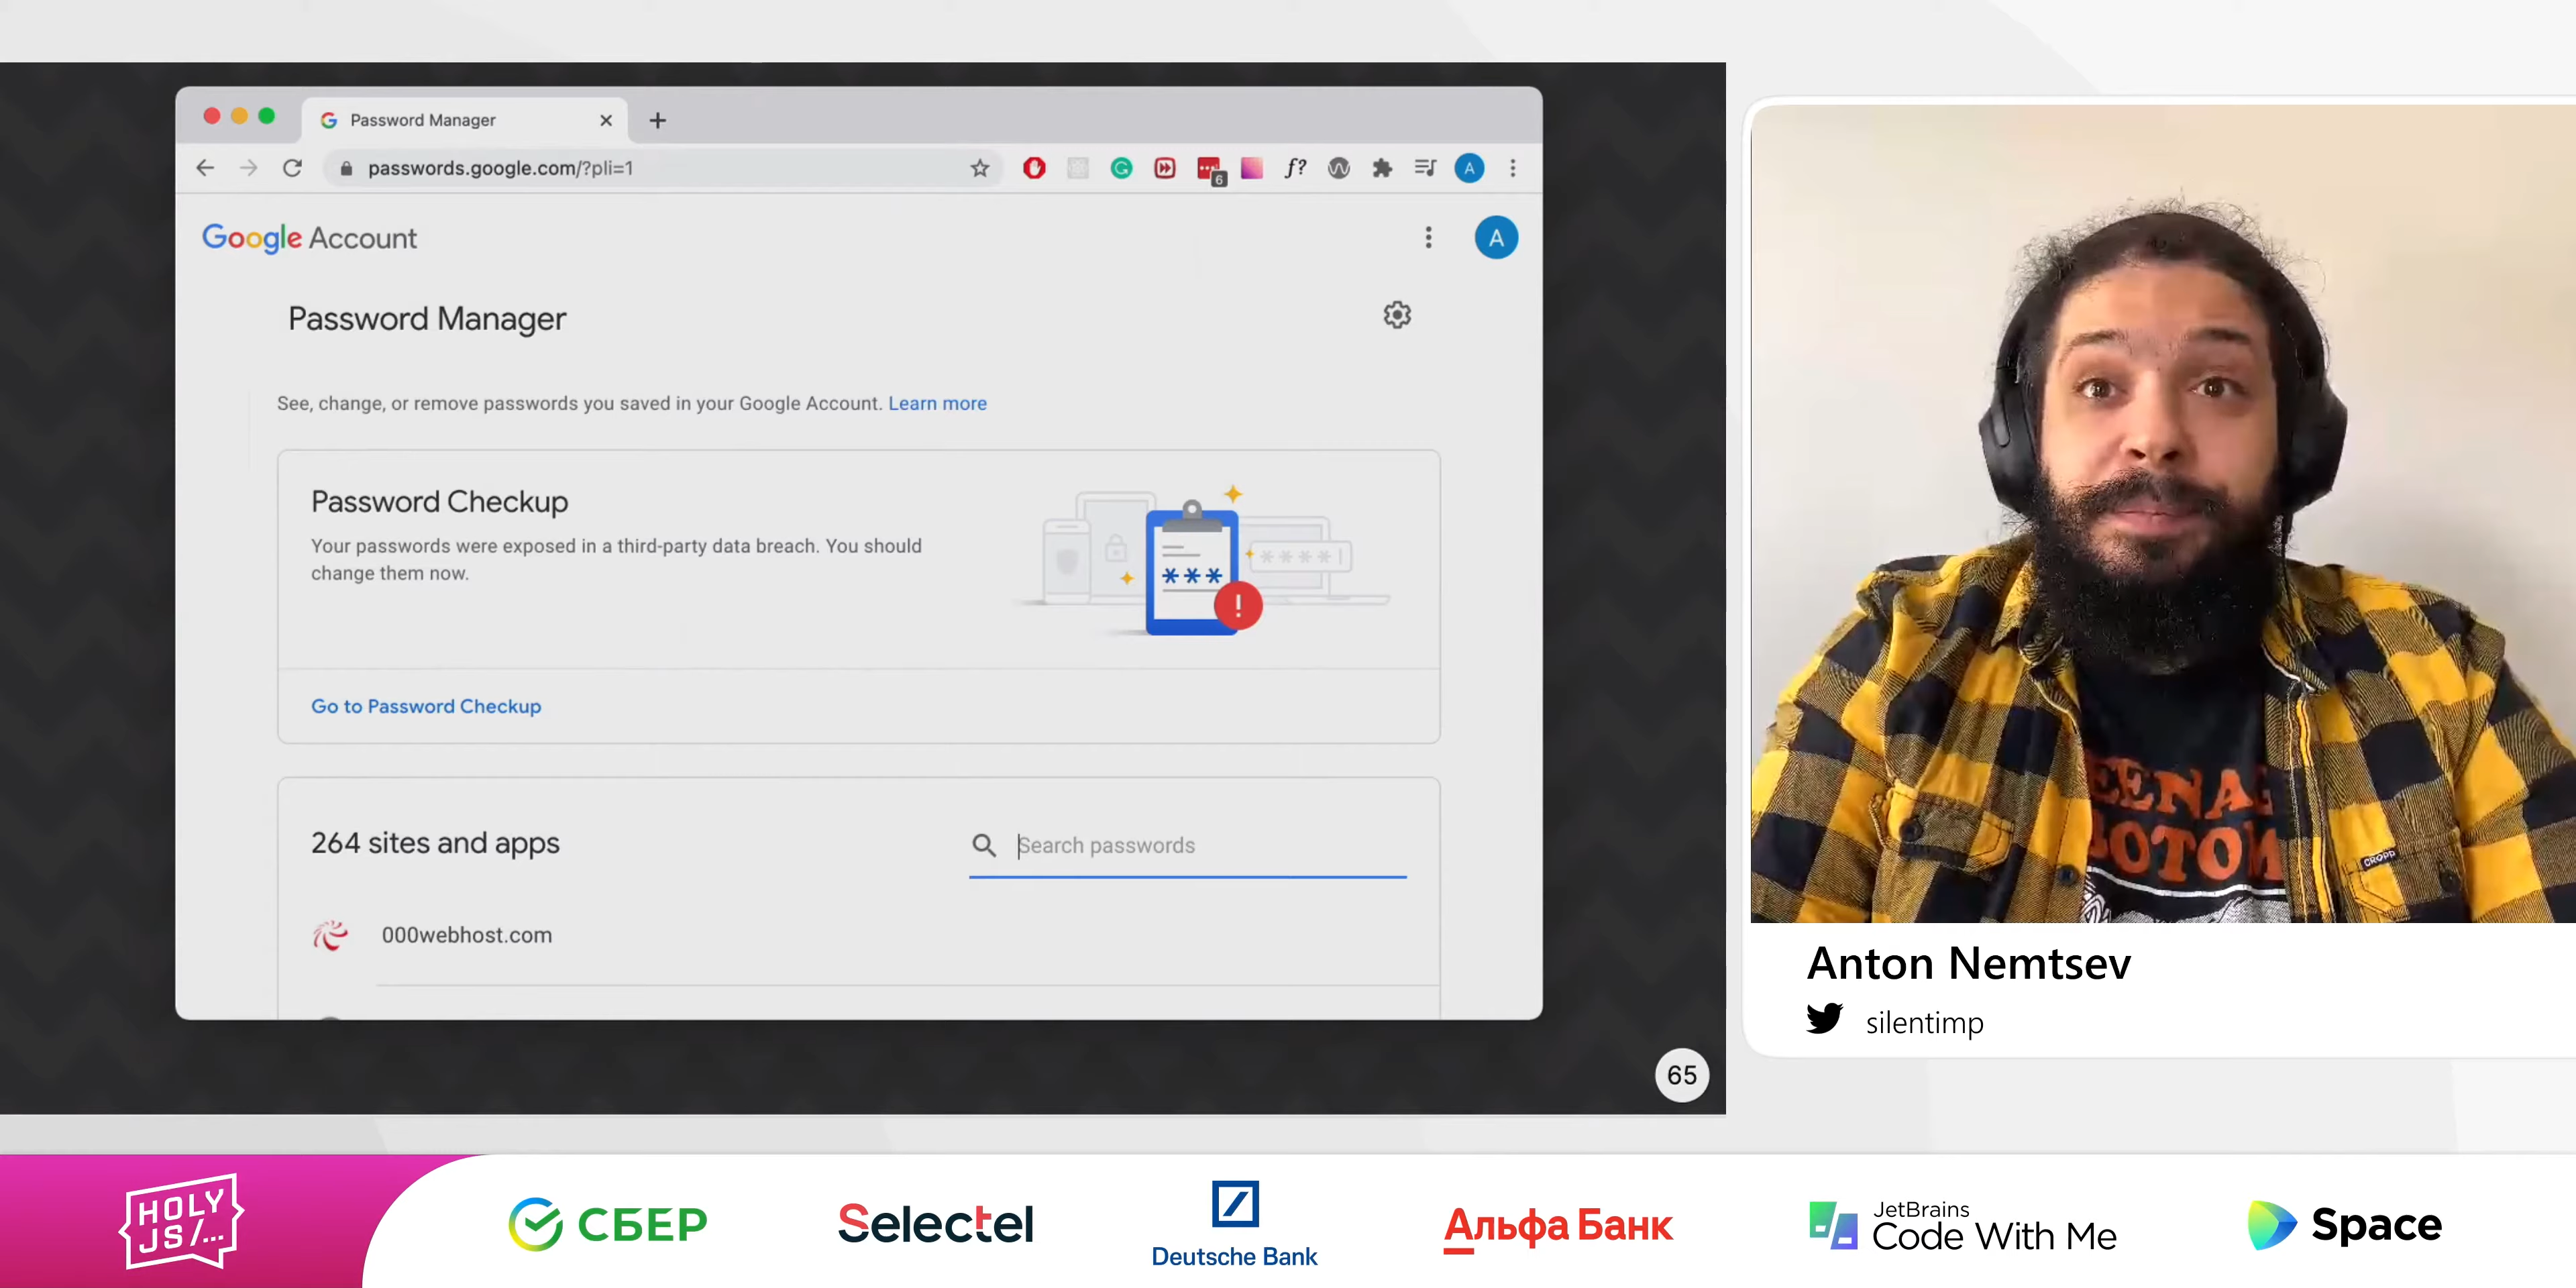 Password Manager
passwords.google.com/?pli=1
6
f?
A
Google Account
A
Password Manager
See, change, or remove passwords you saved in your Google Account. Learn more
Password Checkup
Your passwords were exposed in a third-party data breach. You should
change them now.
***
****
!
Go to Password Checkup
264 sites and apps
Search passwords
000webhost.com
65
CROPP
Anton Nemtsev
silentimp
HOLY
JS/...
СБЕР
Selectel
Deutsche Bank
Альфа Банк
JetBrains
Code With Me
Space